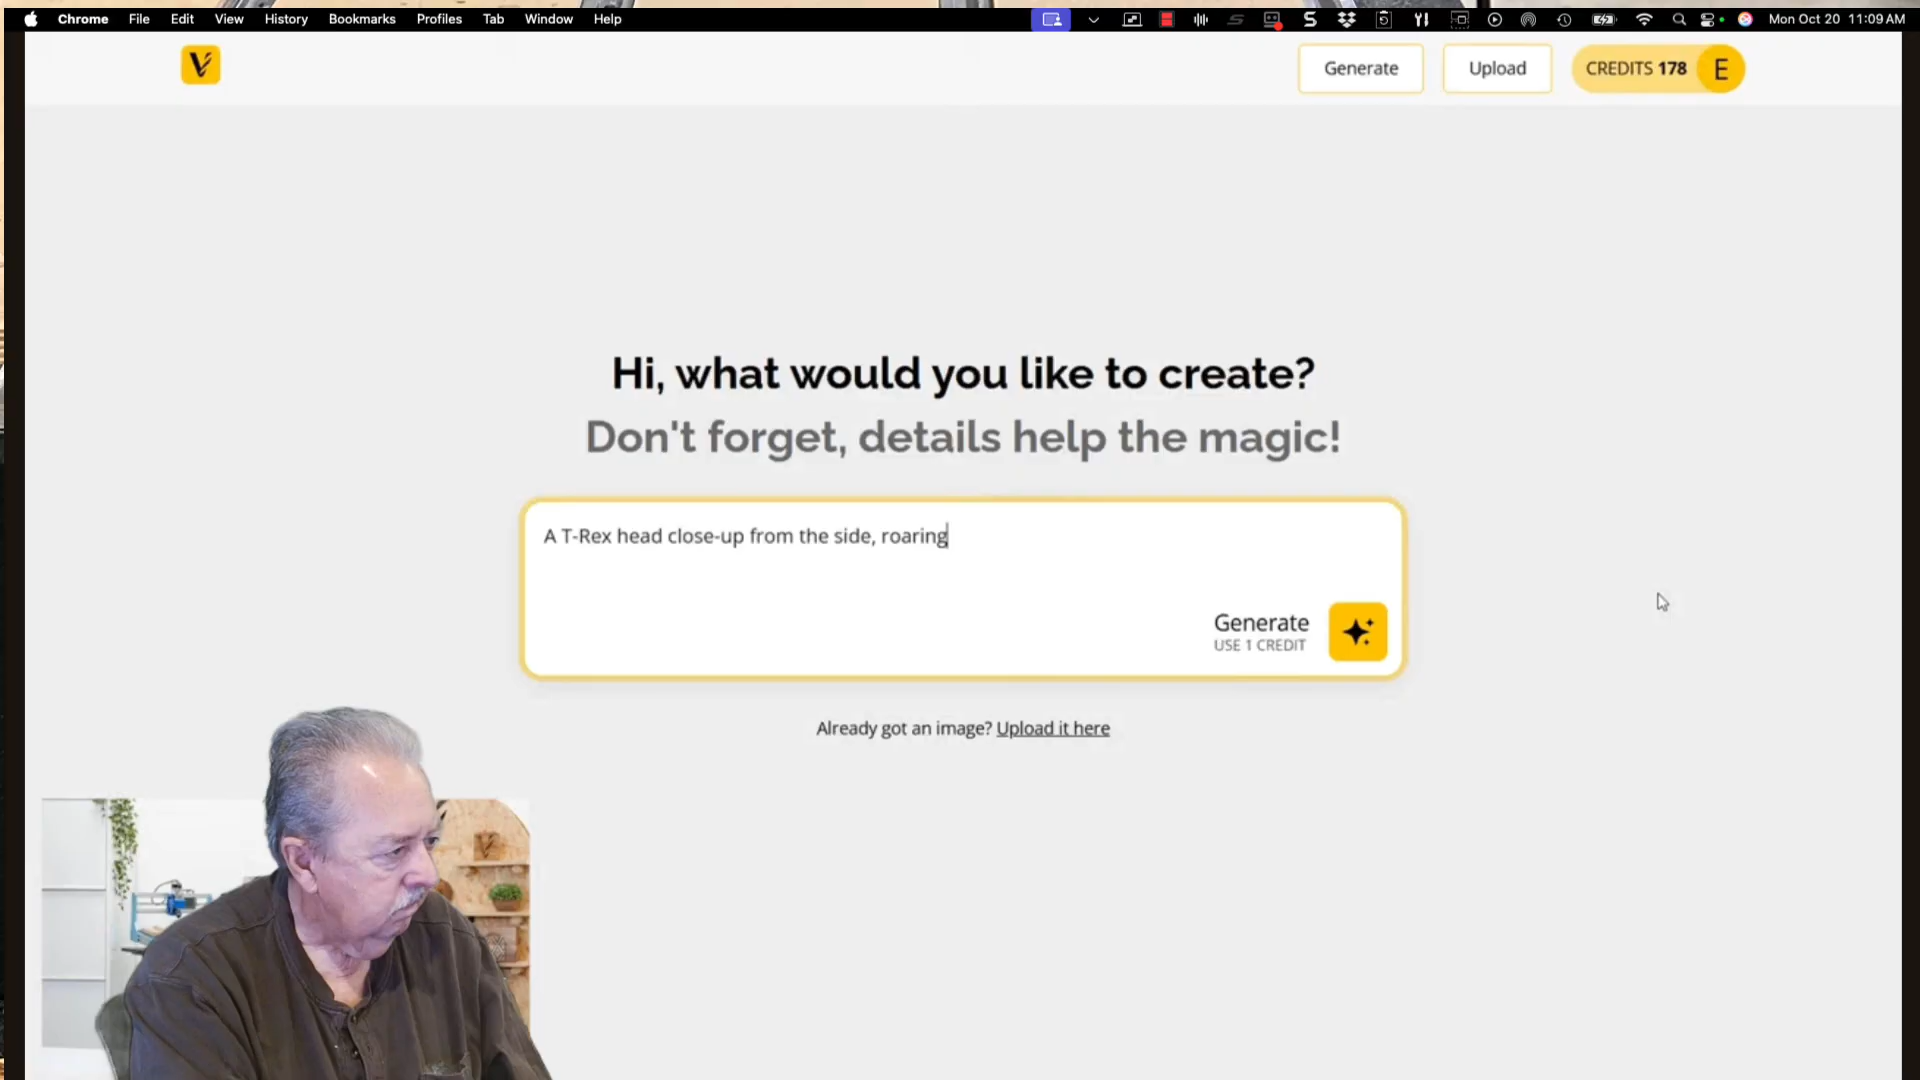 Chrome File Edit View History Bookmarks Profiles Tab Window Help Mon Oct 20 11:09 AM
Generate Upload CREDITS 178 E
Hi, what would you like to create?
Don't forget, details help the magic!
A T-Rex head close-up from the side, roaring
Generate
USE 1 CREDIT
Already got an image? Upload it here